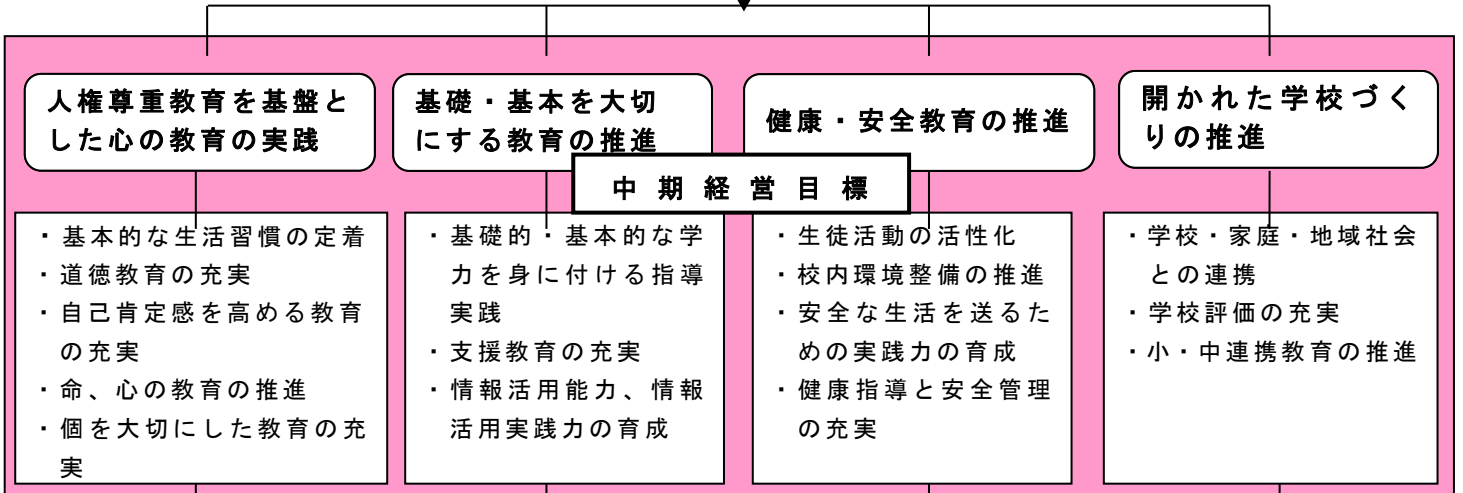 人権尊重教育を基盤と
した心の教育の実践
基礎・基本を大切
にする教育の推進
健康・安全教育の推進
開かれた学校づく
りの推進
中期経営目標
・基本的な生活習慣の定着
・道徳教育の充実
・自己肯定感を高める教育
の充実
・命、心の教育の推進
・個を大切にした教育の充
実
・基礎的・基本的な学
力を身に付ける指導
実践
・支援教育の充実
・情報活用能力、情報
活用実践力の育成
・生徒活動の活性化
・校内環境整備の推進
・安全な生活を送るた
めの実践力の育成
・健康指導と安全管理
の充実
・学校・家庭・地域社会
との連携
・学校評価の充実
・小・中連携教育の推進